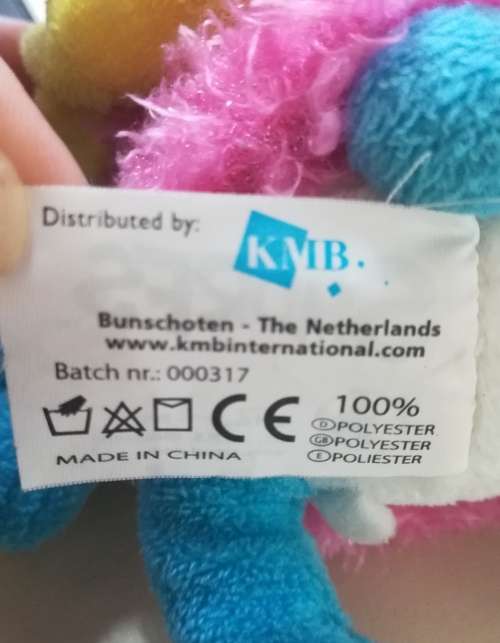 Distributed by:
KMB.
Bunschoten - The Netherlands
www.kmbinternational.com
Batch nr.: 000317
CE
100%
D POLYESTER
GB POLYESTER
E POLIESTER
MADE IN CHINA